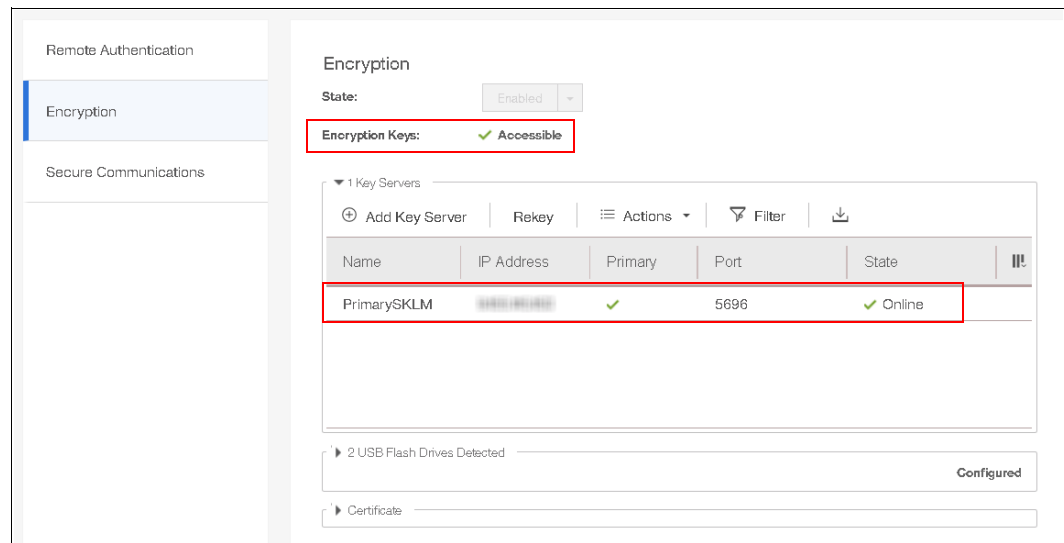 Remote Authentication
Encryption
Secure Communications
Encryption
State: Enabled
Encryption Keys: Accessible
1 Key Servers
Add Key Server Rekey Actions Filter
Name IP Address Primary Port State
PrimarySKLM 5696 Online
2 USB Flash Drives Detected
Configured
Certificate